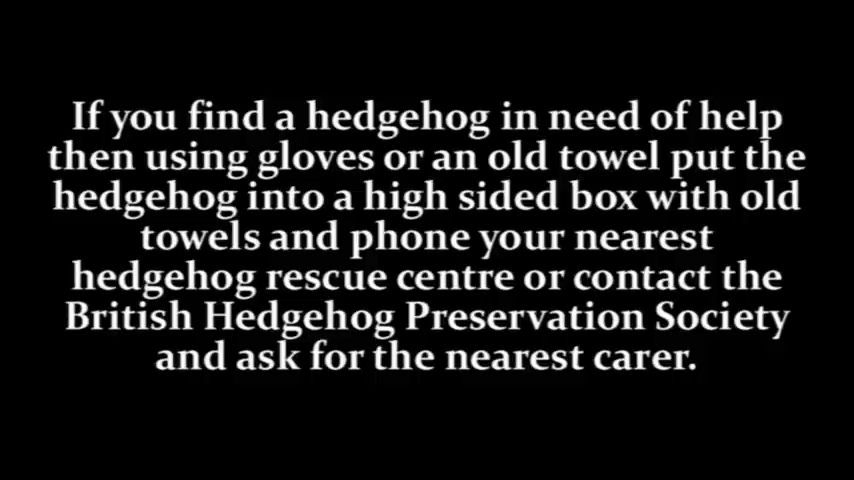 If you find a hedgehog in need of help
then using gloves or an old towel put the
hedgehog into a high sided box with old
towels and phone your nearest
hedgehog rescue centre or contact the
British Hedgehog Preservation Society
and ask for the nearest carer.